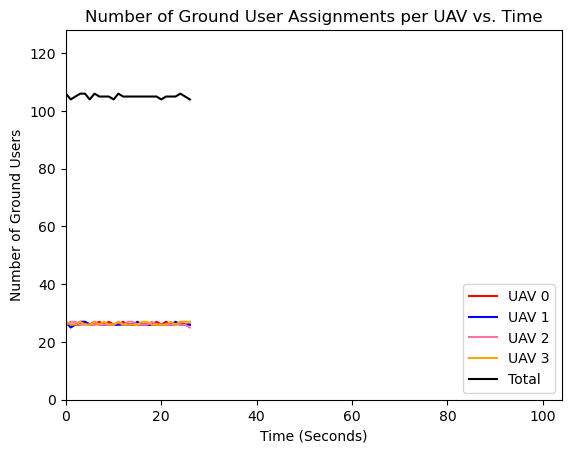 Number of Ground User Assignments per UAV vs. Time
Number of Ground Users
120
100
80
60
40
20
0
0 20 40 60 80 100
Time (Seconds)
UAV 0
UAV 1
UAV 2
UAV 3
Total